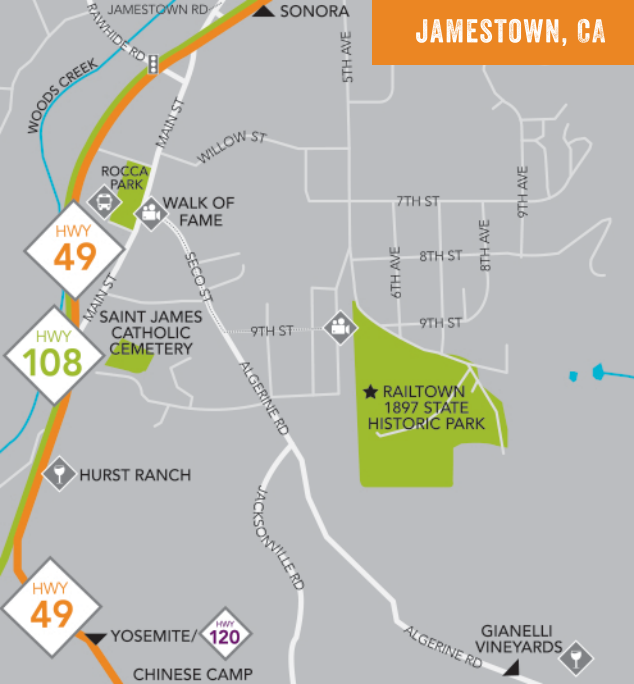 JAMESTOWN, CA
JAMESTOWN RD
SONORA
RAWHIDE RD
5TH AVE
WOODS CREEK
MAIN ST
WILLOW ST
ROCCA
PARK
WALK OF
FAME
7TH ST
9TH AVE
HWY
49
SECO ST
6TH AVE
8TH ST
8TH AVE
MAIN ST
SAINT JAMES
CATHOLIC
CEMETERY
9TH ST
9TH ST
HWY
108
ALGERINE RD
RAILTOWN
1897 STATE
HISTORIC PARK
HURST RANCH
JACKSONVILLE RD
HWY
49
YOSEMITE/
HWY
120
ALGERINE RD
GIANELLI
VINEYARDS
CHINESE CAMP